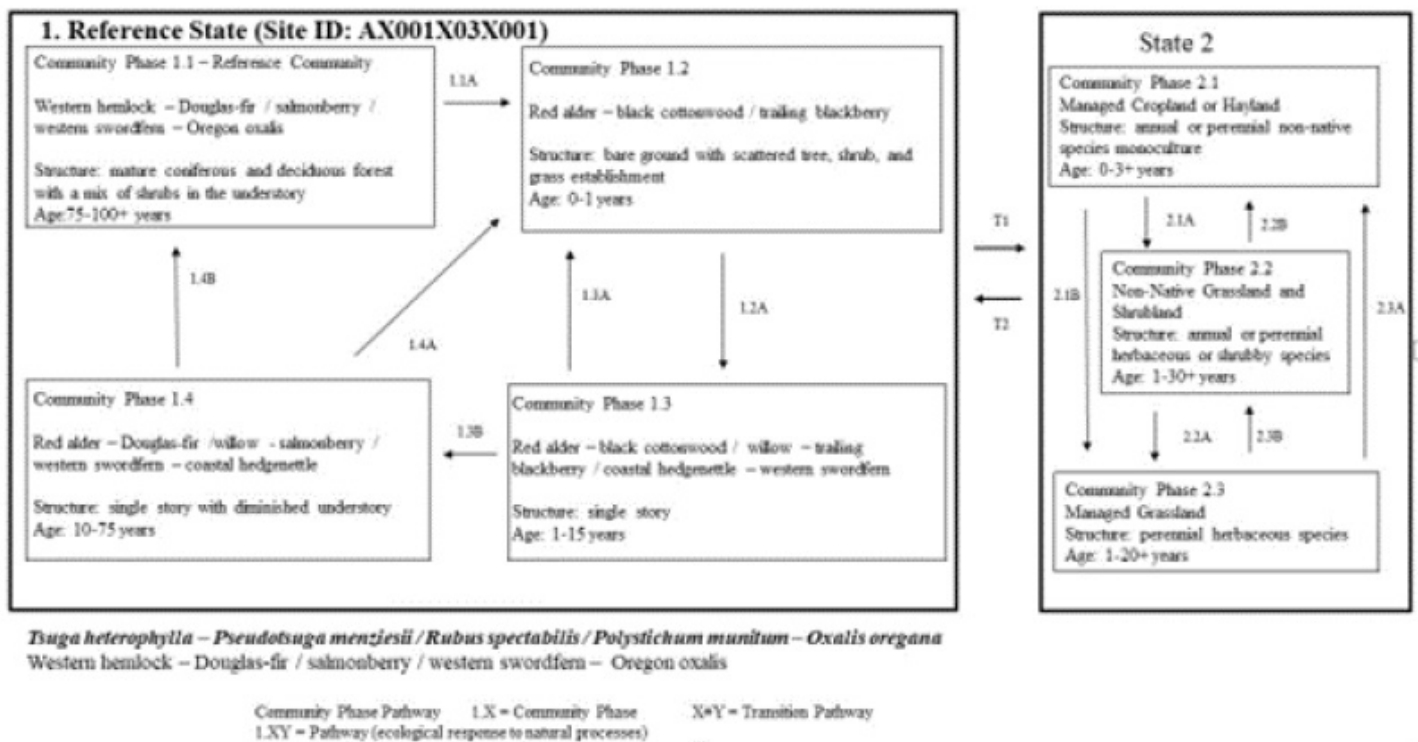 1. Reference State (Site ID: AX001X03X001)
Community Phase 1.1 – Reference Community
Western hemlock – Douglas-fir / salmonberry /
western swordfern – Oregon oxalis
Structure: mature coniferous and deciduous forest
with a mix of shrubs in the understory
Age:75-100+ years
1.1A
Community Phase 1.2
Red alder – black cottonwood / trailing blackberry
Structure: bare ground with scattered tree, shrub, and
grass establishment
Age: 0-1 years
1.4B
1.4A
1.3A
1.2A
Community Phase 1.4
Red alder – Douglas-fir /willow - salmonberry /
western swordfern – coastal hedgenettle
Structure: single story with diminished understory
Age: 10-75 years
1.3B
Community Phase 1.3
Red alder – black cottonwood / willow – trailing
blackberry / coastal hedgenettle – western swordfern
Structure: single story
Age: 1-15 years
T1
T2
State 2
Community Phase 2.1
Managed Cropland or Hayland
Structure: annual or perennial non-native
species monoculture
Age: 0-3+ years
2.1A
2.2B
2.1B
Community Phase 2.2
Non-Native Grassland and
Shrubland
Structure: annual or perennial
herbaceous or shrubby species
Age: 1-30+ years
2.3A
2.2A
2.3B
Community Phase 2.3
Managed Grassland
Structure: perennial herbaceous species
Age: 1-20+ years
Tsuga heterophylla – Pseudotsuga menziesii / Rubus spectabilis / Polystichum munitum – Oxalis oregana
Western hemlock – Douglas-fir / salmonberry / western swordfern – Oregon oxalis
Community Phase Pathway 1.X = Community Phase X*Y = Transition Pathway
1.XY = Pathway (ecological response to natural processes)